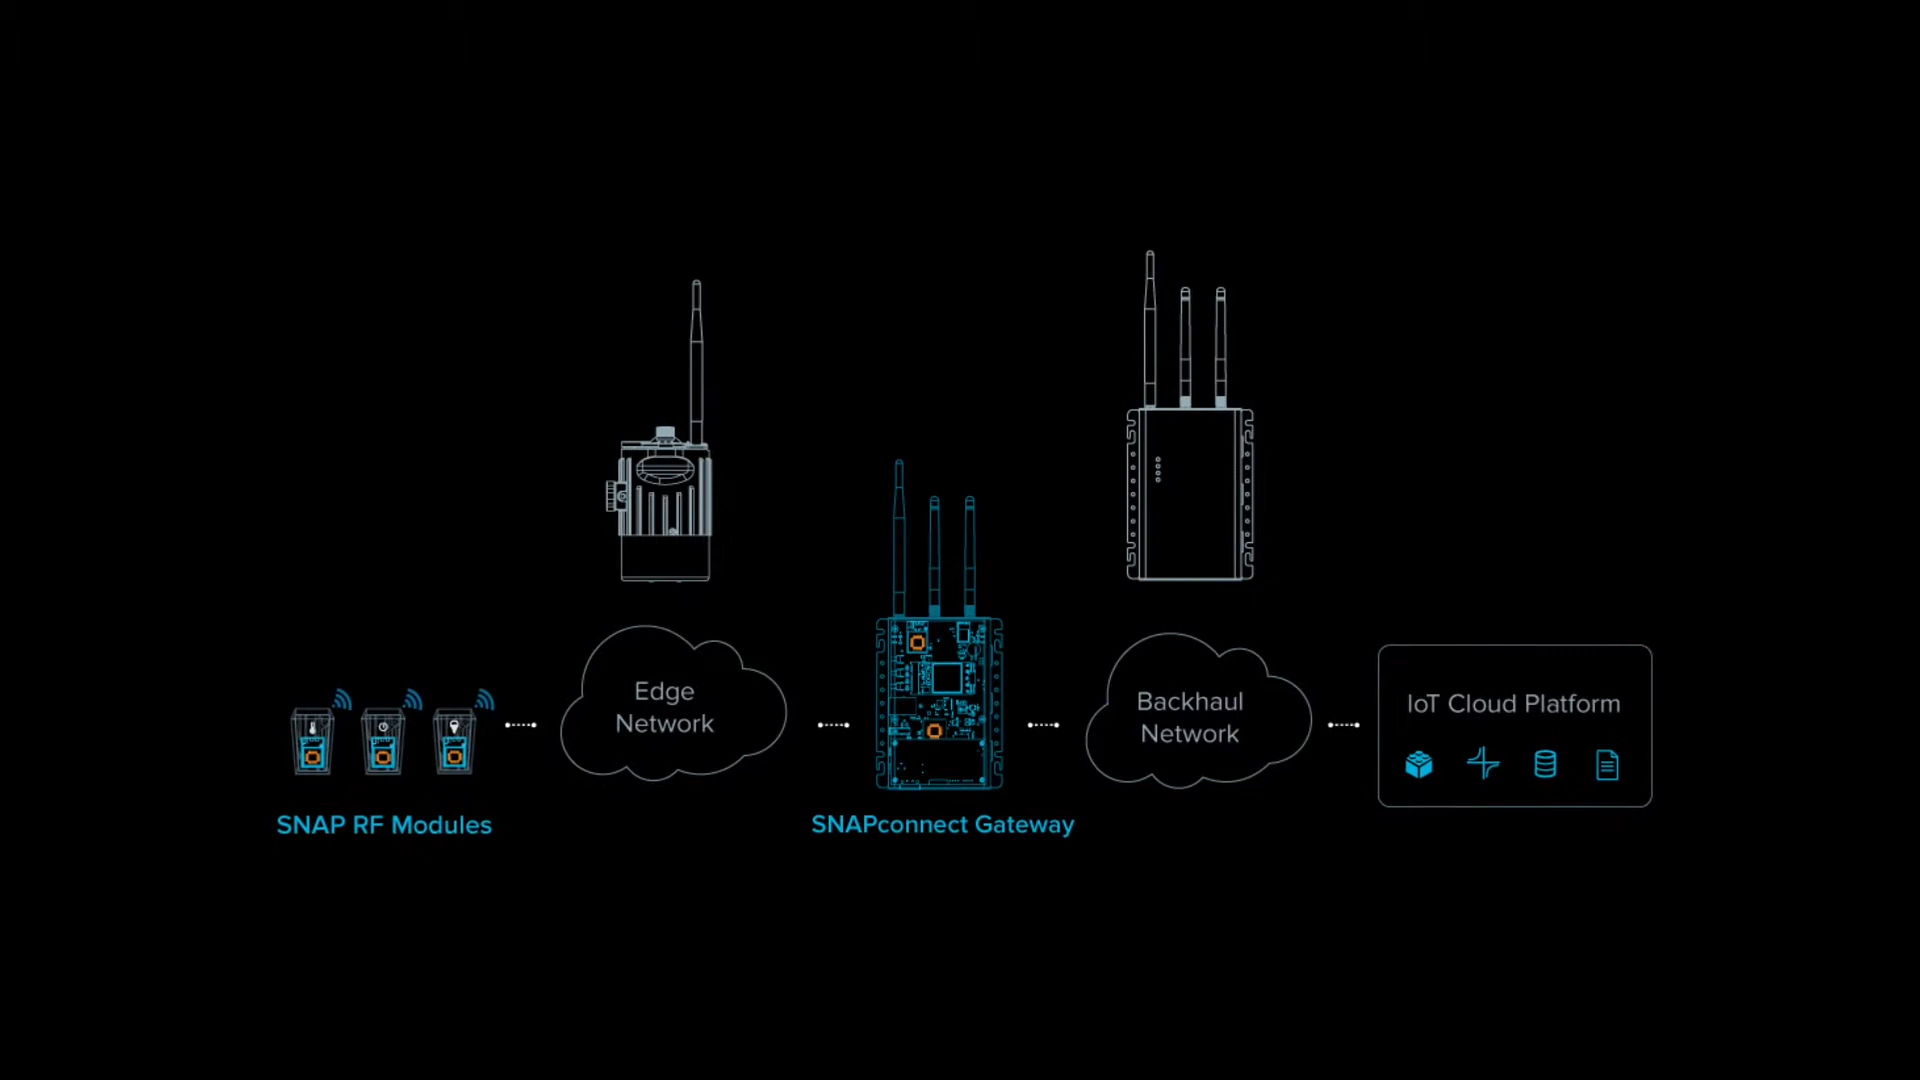 Edge
Network
Backhaul
Network
IoT Cloud Platform
SNAP RF Modules
SNAPconnect Gateway